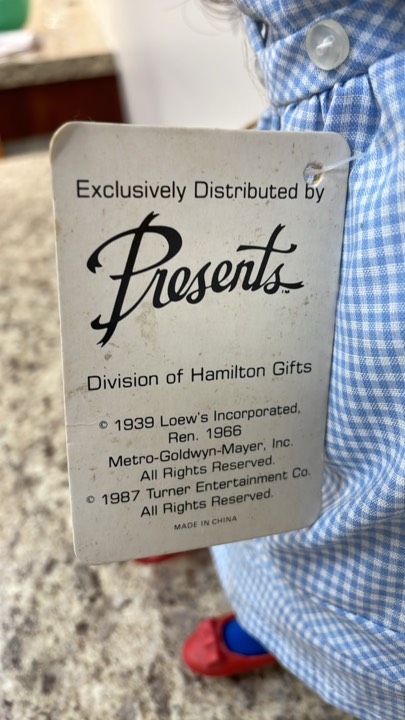 Exclusively Distributed by
Presents™
Division of Hamilton Gifts
© 1939 Loew's Incorporated,
Ren. 1966
Metro-Goldwyn-Mayer, Inc.
All Rights Reserved.
© 1987 Turner Entertainment Co.
All Rights Reserved.
MADE IN CHINA